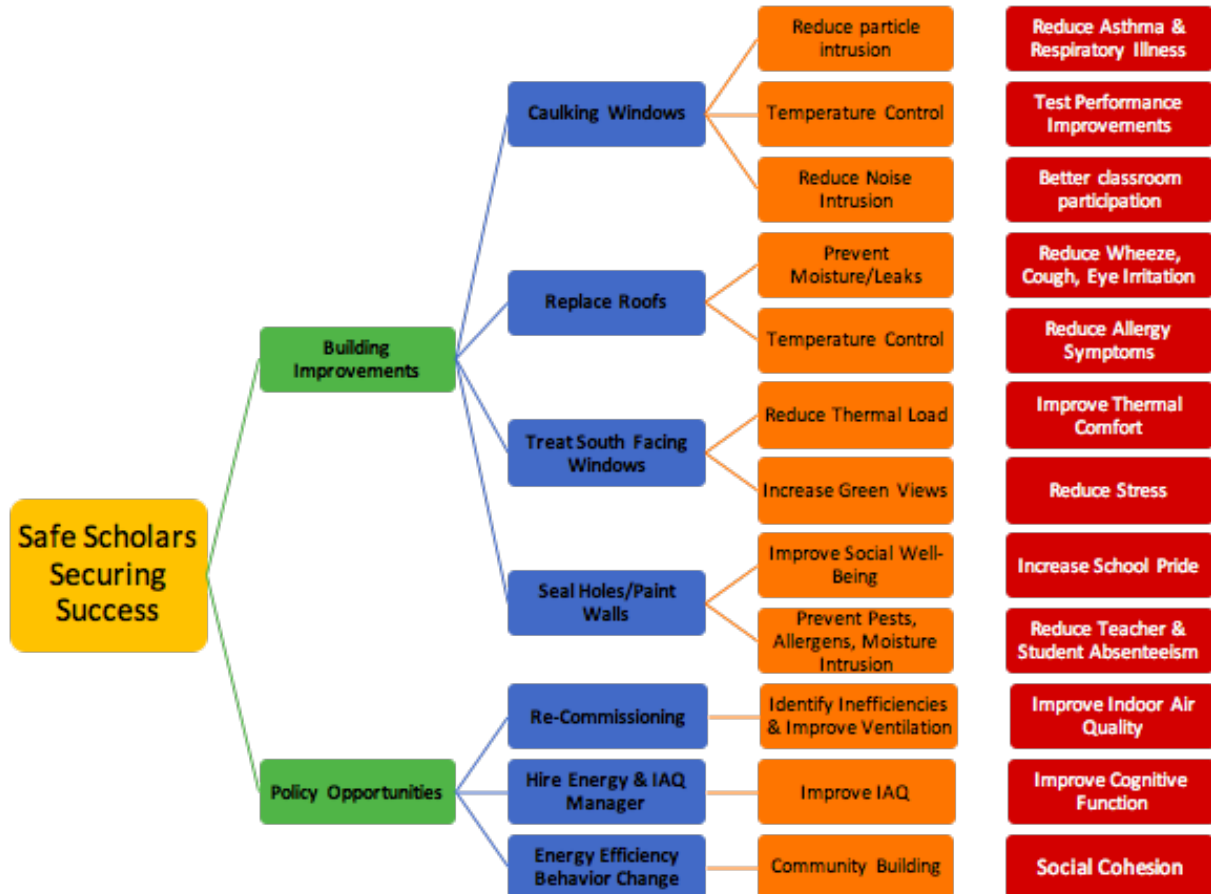 Safe Scholars
Securing
Success
Building
Improvements
Policy Opportunities
Caulking Windows
Replace Roofs
Treat South Facing
Windows
Seal Holes/Paint
Walls
Re-Commissioning
Hire Energy & IAQ
Manager
Energy Efficiency
Behavior Change
Reduce particle
intrusion
Temperature Control
Reduce Noise
Intrusion
Prevent
Moisture/Leaks
Temperature Control
Reduce Thermal Load
Increase Green Views
Improve Social Well-
Being
Prevent Pests,
Allergens, Moisture
Intrusion
Identify Inefficiencies
& Improve Ventilation
Improve IAQ
Community Building
Reduce Asthma &
Respiratory Illness
Test Performance
Improvements
Better classroom
participation
Reduce Wheeze,
Cough, Eye Irritation
Reduce Allergy
Symptoms
Improve Thermal
Comfort
Reduce Stress
Increase School Pride
Reduce Teacher &
Student Absenteeism
Improve Indoor Air
Quality
Improve Cognitive
Function
Social Cohesion